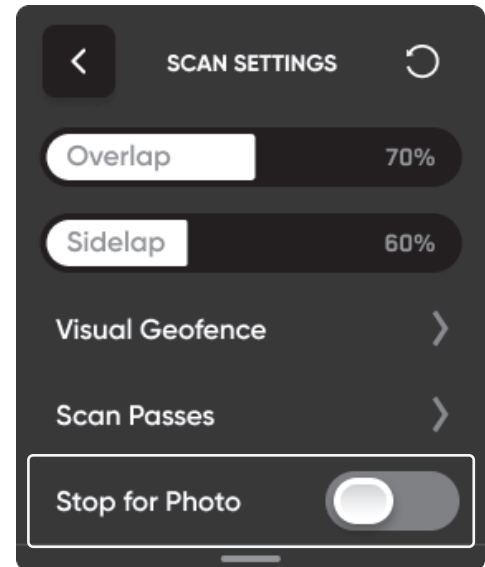 SCAN SETTINGS
Overlap 70%
Sidelap 60%
Visual Geofence
Scan Passes
Stop for Photo